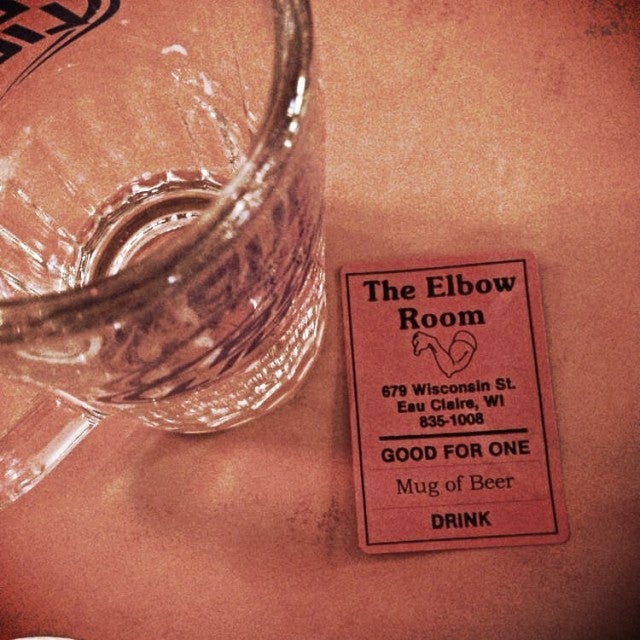 The Elbow
Room
679 Wisconsin St.
Eau Claire, WI
835-1008
GOOD FOR ONE
Mug of Beer
DRINK